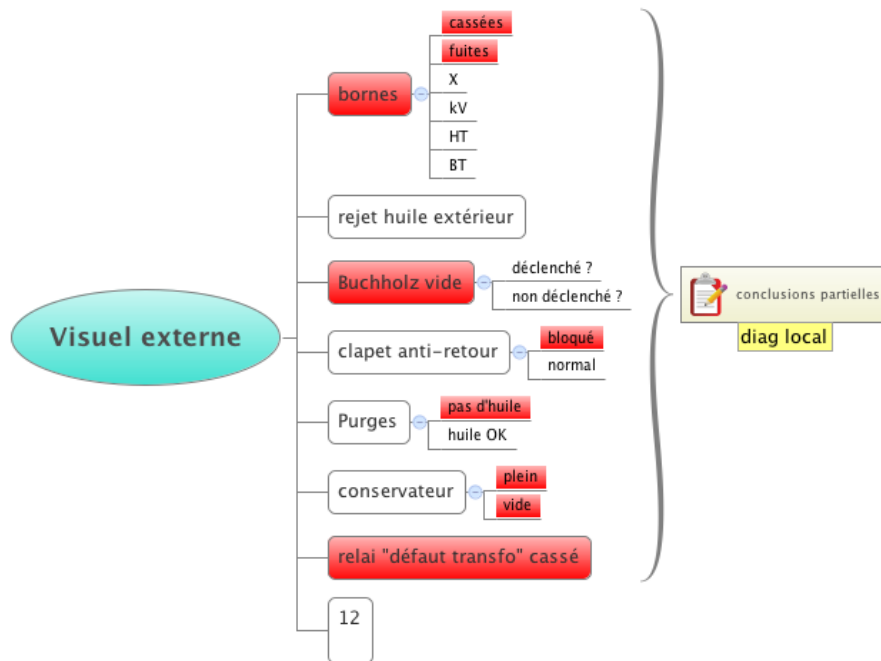 Visuel externe
bornes
cassées
fuites
X
kV
HT
BT
rejet huile extérieur
Buchholz vide
déclenché ?
non déclenché ?
clapet anti-retour
bloqué
normal
Purges
pas d'huile
huile OK
conservateur
plein
vide
relai "défaut transfo" cassé
12
conclusions partielles
diag local